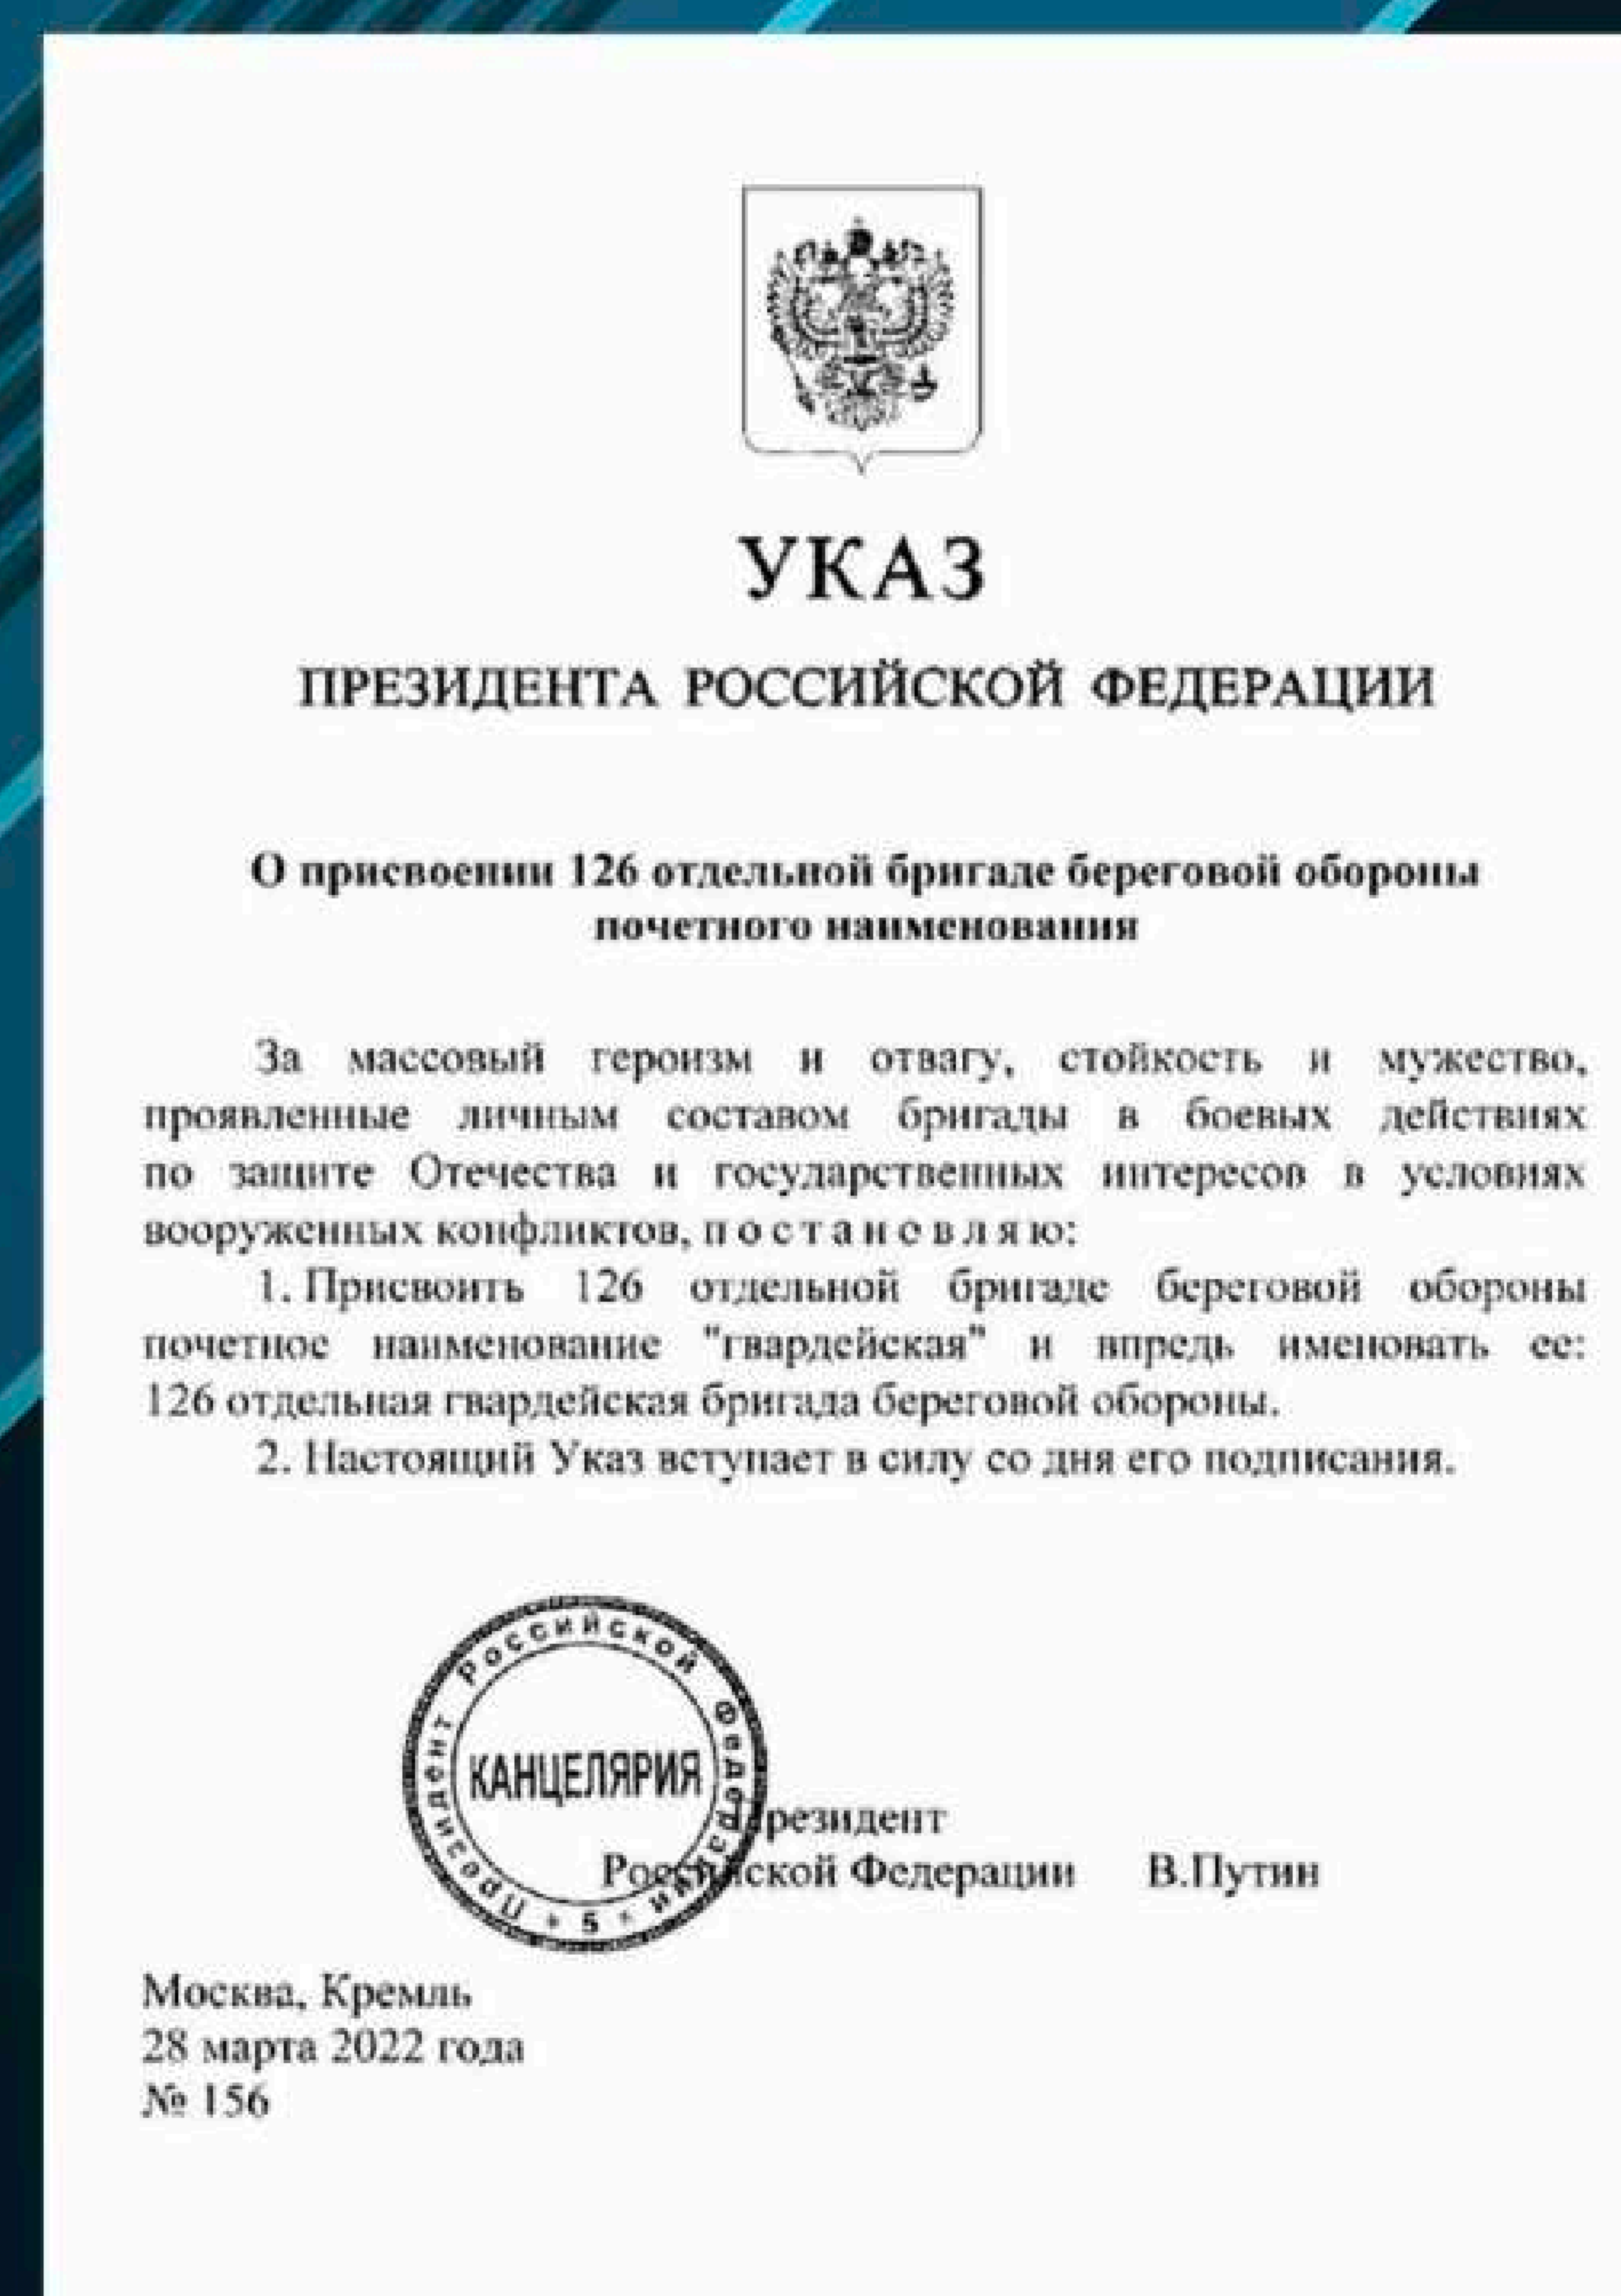 УКАЗ
ПРЕЗИДЕНТА РОССИЙСКОЙ ФЕДЕРАЦИИ
О присвоении 126 отдельной бригаде береговой обороны
почетного наименования
За массовый героизм и отвагу, стойкость и мужество,
проявленные личным составом бригады в боевых действиях
по защите Отечества и государственных интересов в условиях
вооруженных конфликтов, п о с т а н о в л я ю:
1. Присвоить 126 отдельной бригаде береговой обороны
почетное наименование "гвардейская" и впредь именовать ее:
126 отдельная гвардейская бригада береговой обороны.
2. Настоящий Указ вступает в силу со дня его подписания.
Президент Российской Федерации * 5 *
КАНЦЕЛЯРИЯ
Президент
Российской Федерации В.Путин
Москва, Кремль
28 марта 2022 года
№ 156